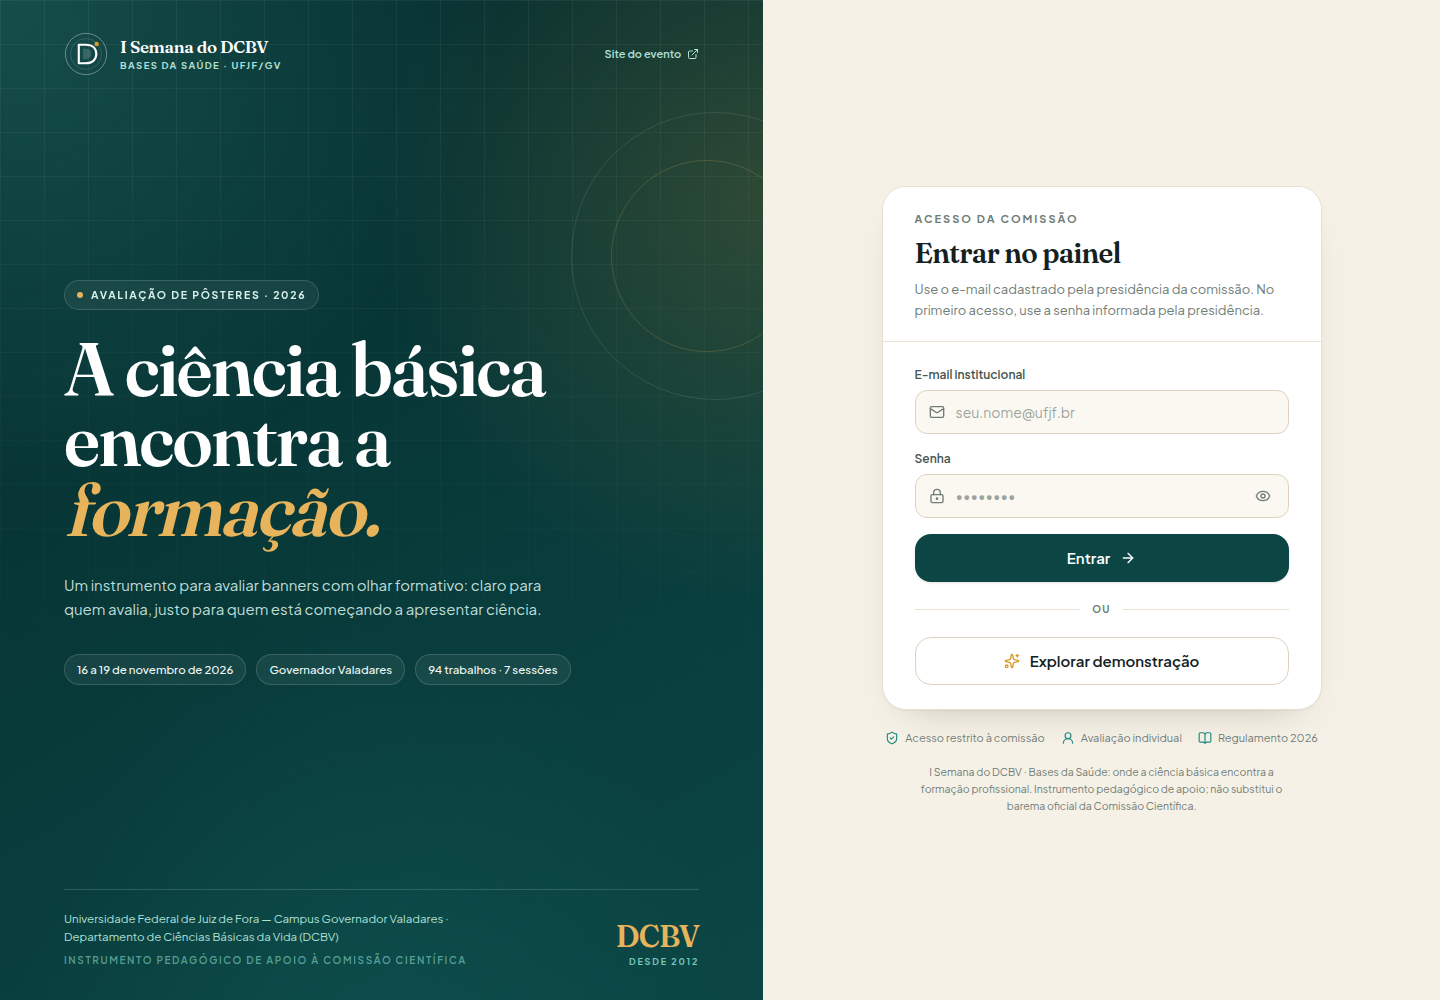 I Semana do DCBV
BASES DA SAÚDE · UFJF/GV
Site do evento
AVALIAÇÃO DE PÔSTERES · 2026
A ciência básica
encontra a
formação.
Um instrumento para avaliar banners com olhar formativo: claro para
quem avalia, justo para quem está começando a apresentar ciência.
16 a 19 de novembro de 2026
Governador Valadares
94 trabalhos · 7 sessões
Universidade Federal de Juiz de Fora — Campus Governador Valadares ·
Departamento de Ciências Básicas da Vida (DCBV)
INSTRUMENTO PEDAGÓGICO DE APOIO À COMISSÃO CIENTÍFICA
DCBV
DESDE 2012
ACESSO DA COMISSÃO
Entrar no painel
Use o e-mail cadastrado pela presidência da comissão. No
primeiro acesso, use a senha informada pela presidência.
E-mail institucional
seu.nome@ufjf.br
Senha
••••••••
Entrar
OU
Explorar demonstração
Acesso restrito à comissão
Avaliação individual
Regulamento 2026
I Semana do DCBV · Bases da Saúde: onde a ciência básica encontra a
formação profissional. Instrumento pedagógico de apoio; não substitui o
barema oficial da Comissão Científica.